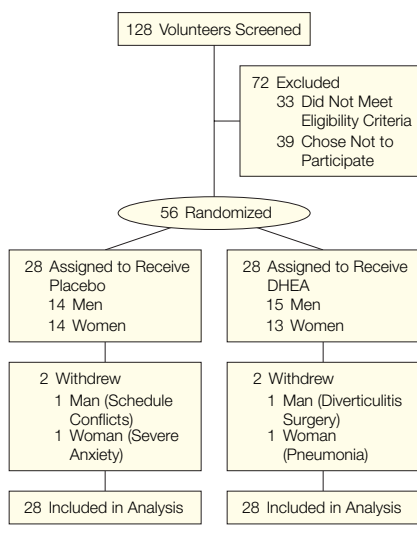 128 Volunteers Screened
72 Excluded
33 Did Not Meet
Eligibility Criteria
39 Chose Not to
Participate
56 Randomized
28 Assigned to Receive
Placebo
14 Men
14 Women
28 Assigned to Receive
DHEA
15 Men
13 Women
2 Withdrew
1 Man (Schedule
Conflicts)
1 Woman (Severe
Anxiety)
2 Withdrew
1 Man (Diverticulitis
Surgery)
1 Woman
(Pneumonia)
28 Included in Analysis
28 Included in Analysis